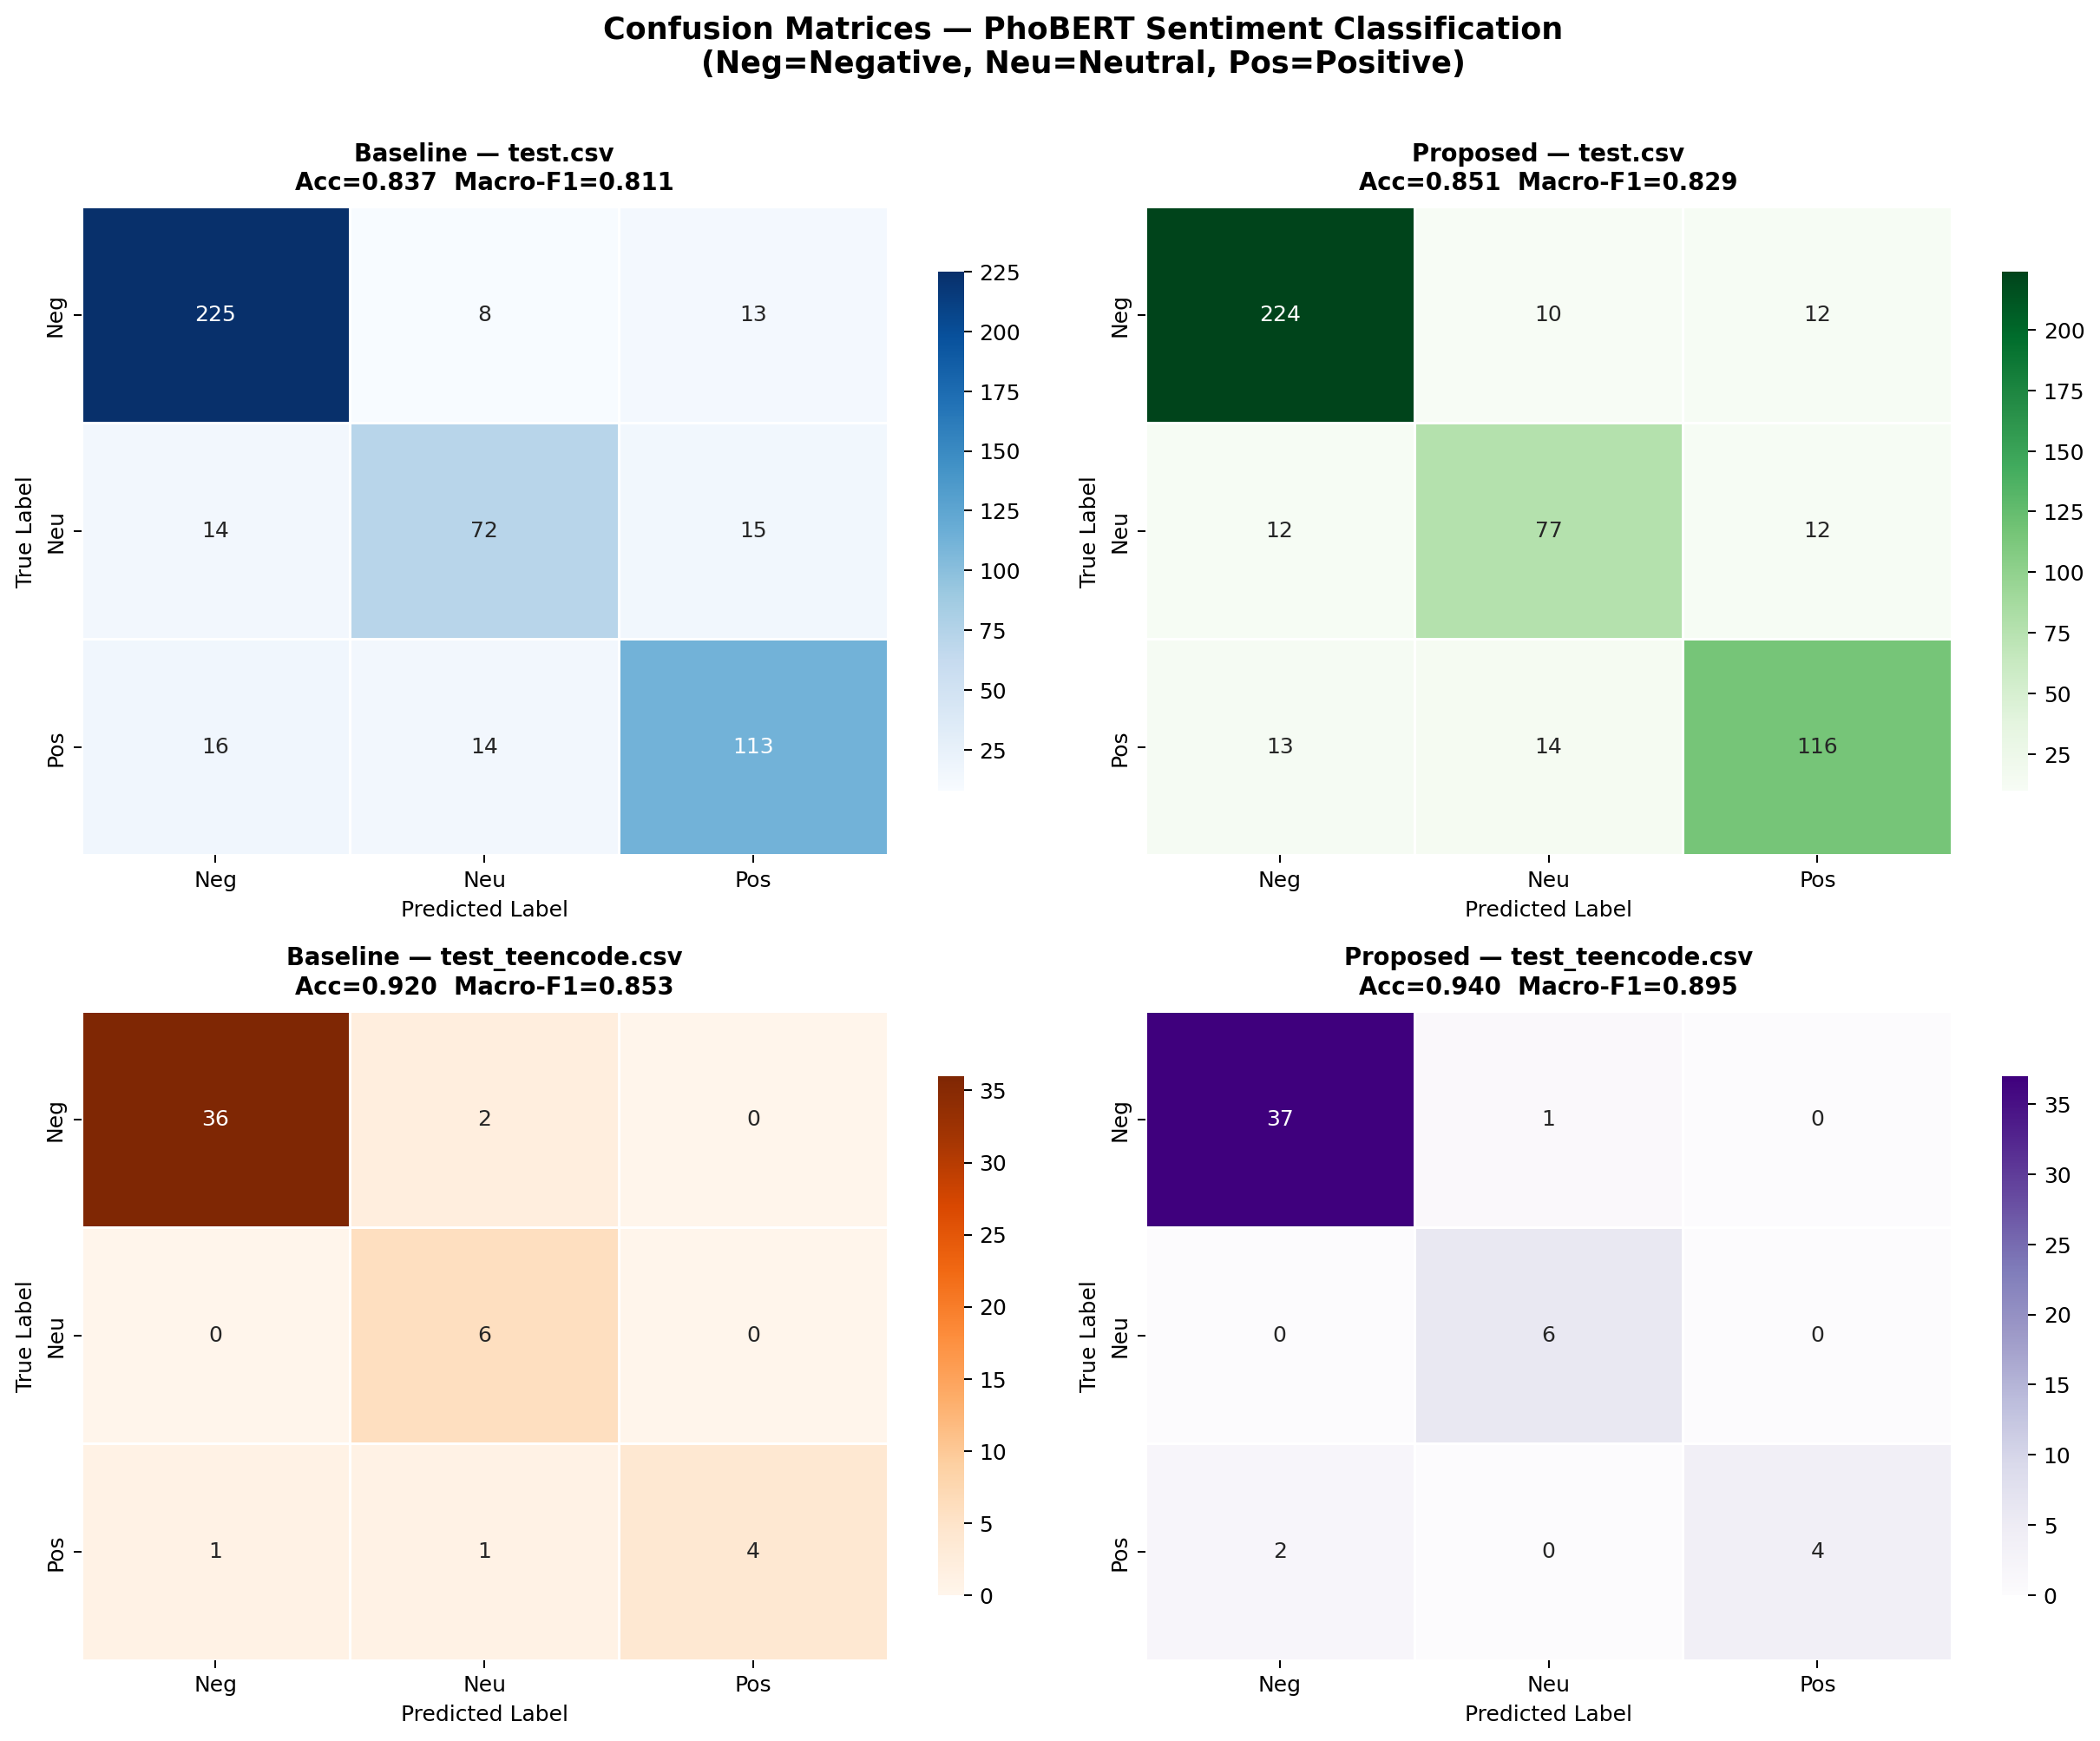 Confusion Matrices — PhoBERT Sentiment Classification
(Neg=Negative, Neu=Neutral, Pos=Positive)
Baseline — test.csv
Acc=0.837  Macro-F1=0.811
True Label
Neg
Neu
Pos
225 8 13
14 72 15
16 14 113
Neg Neu Pos
Predicted Label
225
200
175
150
125
100
75
50
25
Proposed — test.csv
Acc=0.851  Macro-F1=0.829
True Label
Neg
Neu
Pos
224 10 12
12 77 12
13 14 116
Neg Neu Pos
Predicted Label
200
175
150
125
100
75
50
25
Baseline — test_teencode.csv
Acc=0.920  Macro-F1=0.853
True Label
Neg
Neu
Pos
36 2 0
0 6 0
1 1 4
Neg Neu Pos
Predicted Label
35
30
25
20
15
10
5
0
Proposed — test_teencode.csv
Acc=0.940  Macro-F1=0.895
True Label
Neg
Neu
Pos
37 1 0
0 6 0
2 0 4
Neg Neu Pos
Predicted Label
35
30
25
20
15
10
5
0